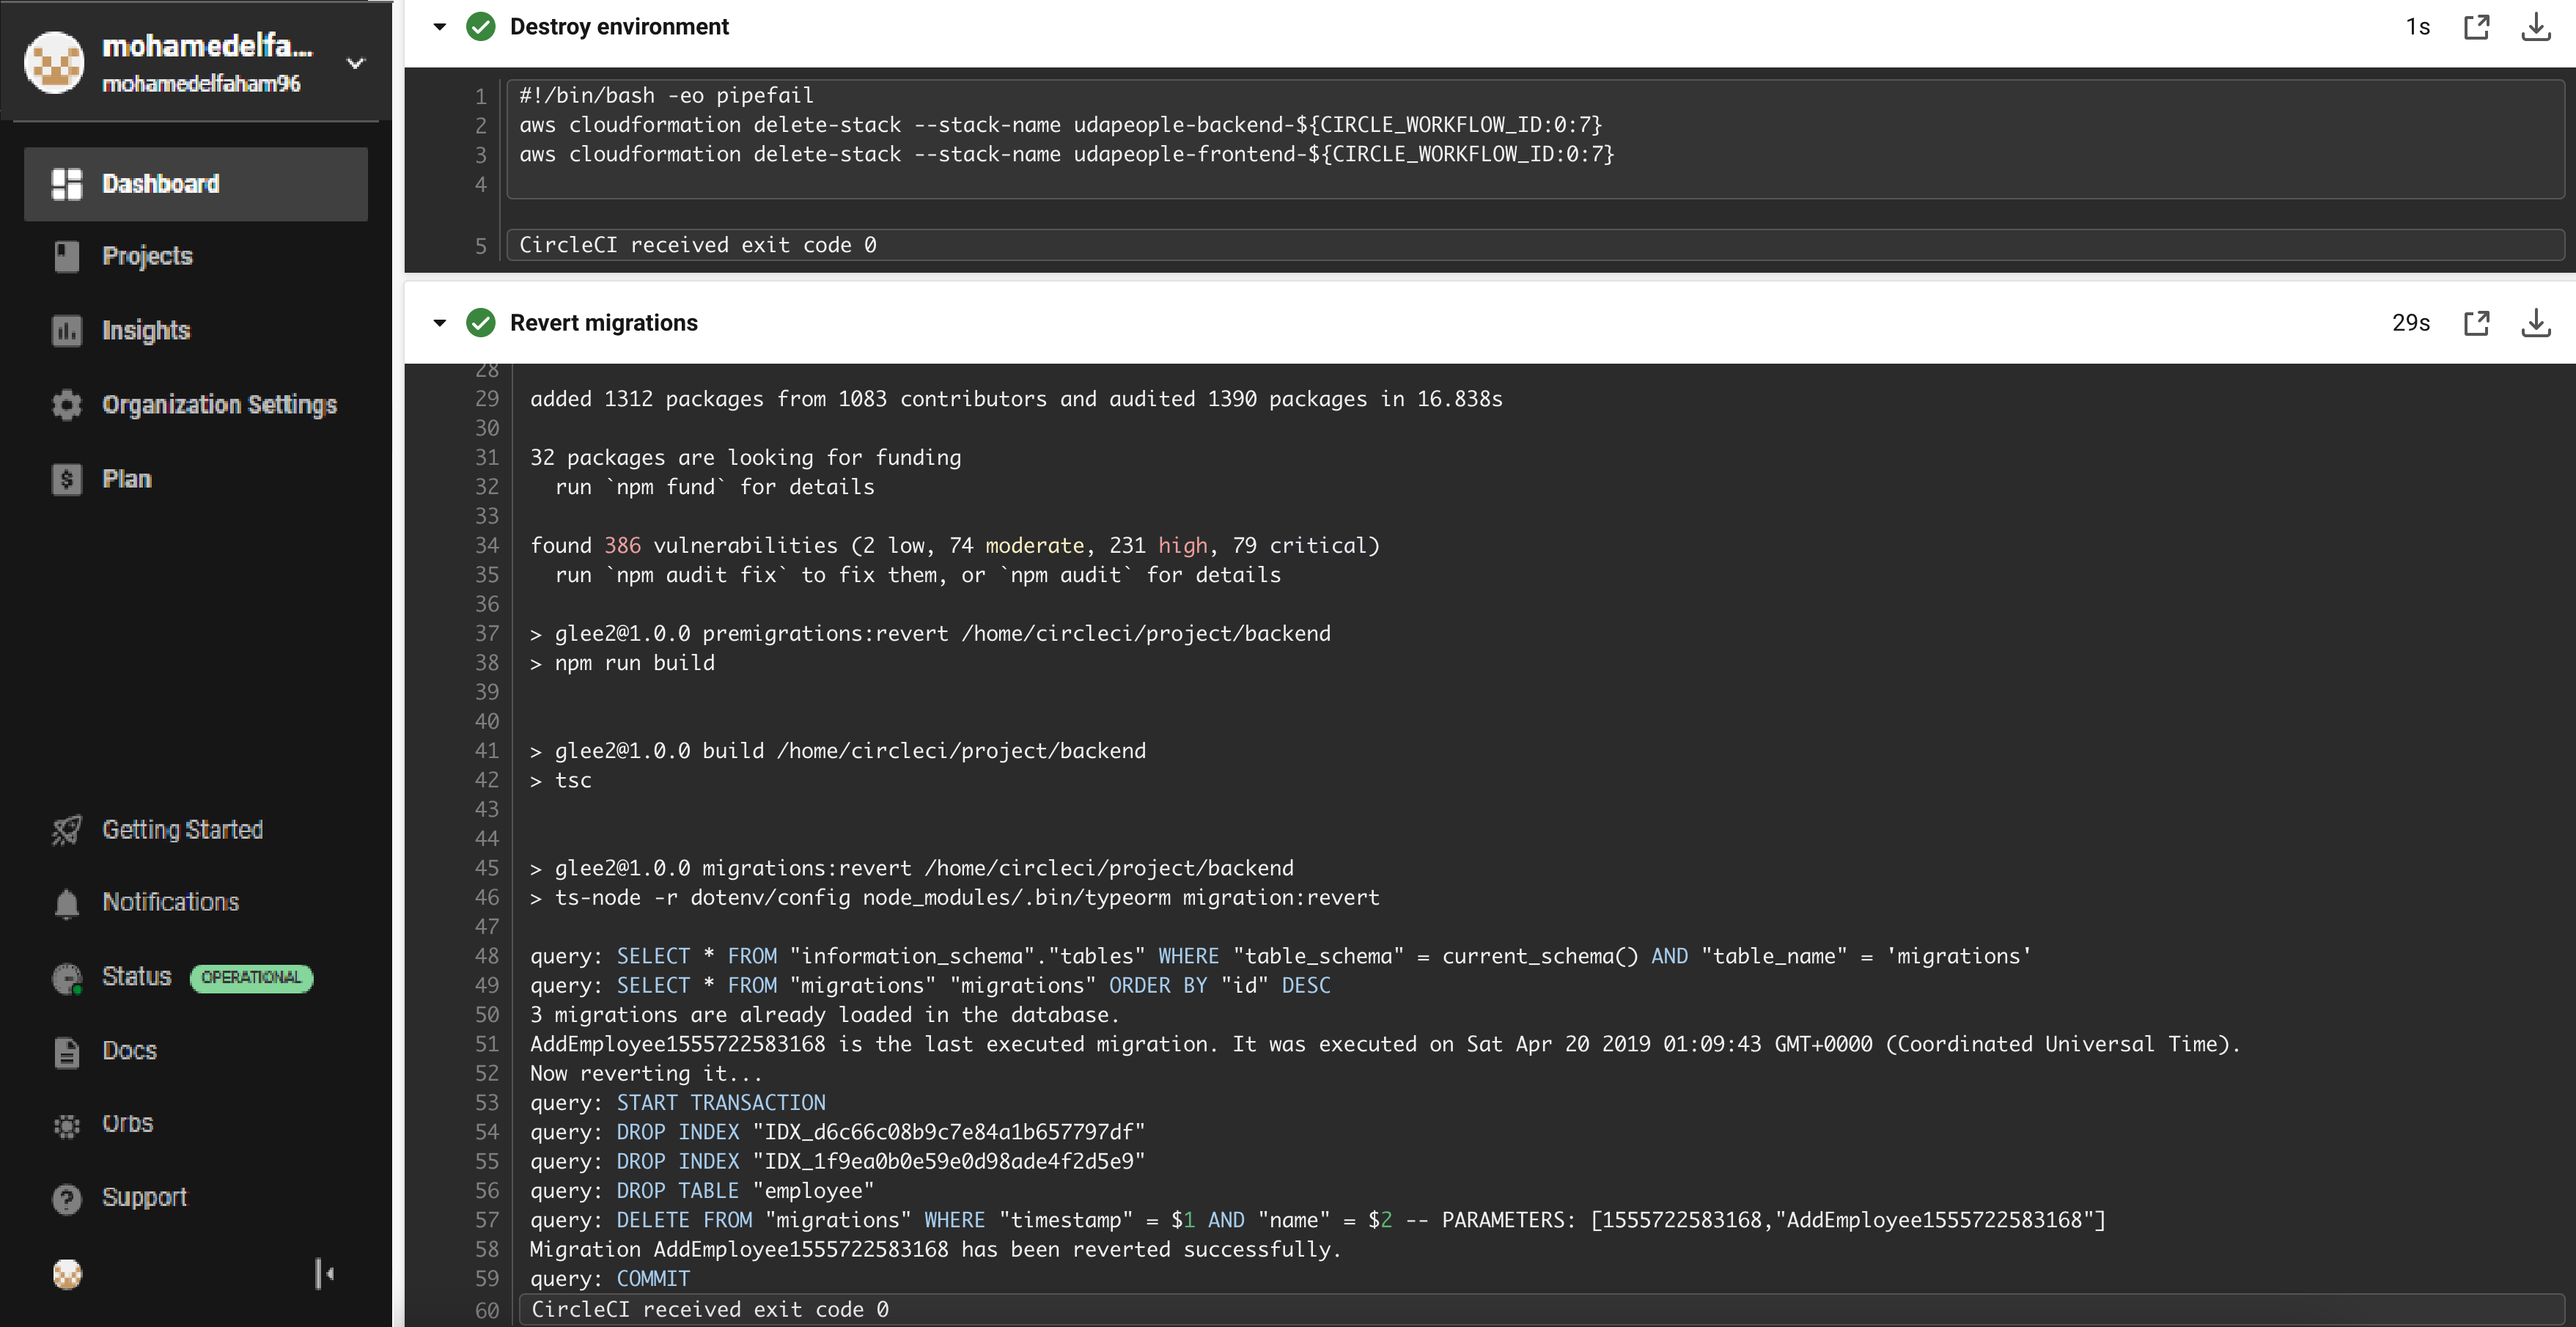 mohamedelfa...
mohamedelfaham96
Dashboard
Projects
Insights
Organization Settings
Plan
Getting Started
Notifications
Status OPERATIONAL
Docs
Orbs
Support
Destroy environment 1s
1 #!/bin/bash -eo pipefail
2 aws cloudformation delete-stack --stack-name udapeople-backend-${CIRCLE_WORKFLOW_ID:0:7}
3 aws cloudformation delete-stack --stack-name udapeople-frontend-${CIRCLE_WORKFLOW_ID:0:7}
4
5 CircleCI received exit code 0
Revert migrations 29s
28
29 added 1312 packages from 1083 contributors and audited 1390 packages in 16.838s
30
31 32 packages are looking for funding
32 run `npm fund` for details
33
34 found 386 vulnerabilities (2 low, 74 moderate, 231 high, 79 critical)
35 run `npm audit fix` to fix them, or `npm audit` for details
36
37 > glee2@1.0.0 premigrations:revert /home/circleci/project/backend
38 > npm run build
39
40
41 > glee2@1.0.0 build /home/circleci/project/backend
42 > tsc
43
44
45 > glee2@1.0.0 migrations:revert /home/circleci/project/backend
46 > ts-node -r dotenv/config node_modules/.bin/typeorm migration:revert
47
48 query: SELECT * FROM "information_schema"."tables" WHERE "table_schema" = current_schema() AND "table_name" = 'migrations'
49 query: SELECT * FROM "migrations" "migrations" ORDER BY "id" DESC
50 3 migrations are already loaded in the database.
51 AddEmployee1555722583168 is the last executed migration. It was executed on Sat Apr 20 2019 01:09:43 GMT+0000 (Coordinated Universal Time).
52 Now reverting it...
53 query: START TRANSACTION
54 query: DROP INDEX "IDX_d6c66c08b9c7e84a1b657797df"
55 query: DROP INDEX "IDX_1f9ea0b0e59e0d98ade4f2d5e9"
56 query: DROP TABLE "employee"
57 query: DELETE FROM "migrations" WHERE "timestamp" = $1 AND "name" = $2 -- PARAMETERS: [1555722583168,"AddEmployee1555722583168"]
58 Migration AddEmployee1555722583168 has been reverted successfully.
59 query: COMMIT
60 CircleCI received exit code 0